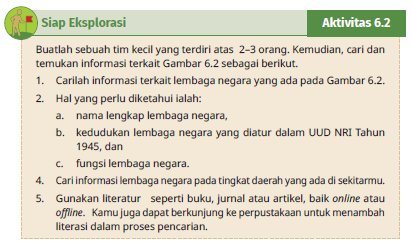 Siap Eksplorasi
Aktivitas 6.2
Buatlah sebuah tim kecil yang terdiri atas 2–3 orang. Kemudian, cari dan
temukan informasi terkait Gambar 6.2 sebagai berikut.
1. Carilah informasi terkait lembaga negara yang ada pada Gambar 6.2.
2. Hal yang perlu diketahui ialah:
a. nama lengkap lembaga negara,
b. kedudukan lembaga negara yang diatur dalam UUD NRI Tahun
1945, dan
c. fungsi lembaga negara.
4. Cari informasi lembaga negara pada tingkat daerah yang ada di sekitarmu.
5. Gunakan literatur seperti buku, jurnal atau artikel, baik online atau
offline. Kamu juga dapat berkunjung ke perpustakaan untuk menambah
literasi dalam proses pencarian.